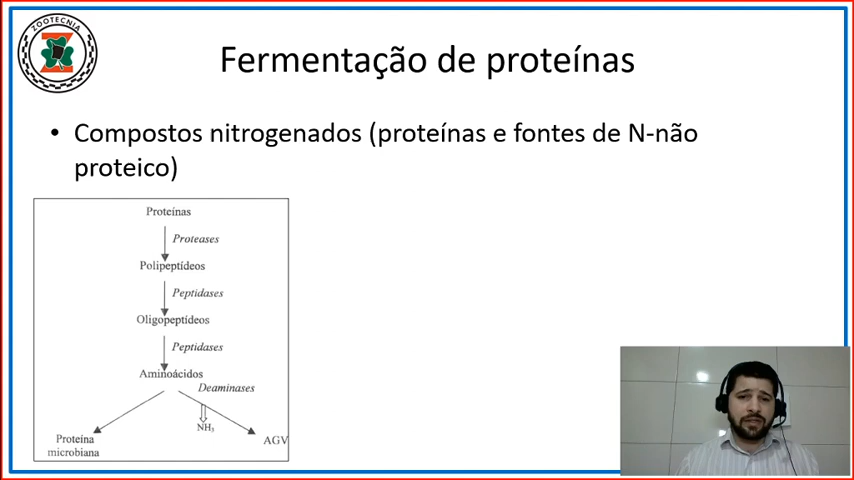 ZOOTECNIA
Fermentação de proteínas
• Compostos nitrogenados (proteínas e fontes de N-não
proteico)
Proteínas
Proteases
Polipeptídeos
Peptidases
Oligopeptídeos
Peptidases
Aminoácidos
Deaminases
NH₃
Proteína
microbiana
AGV